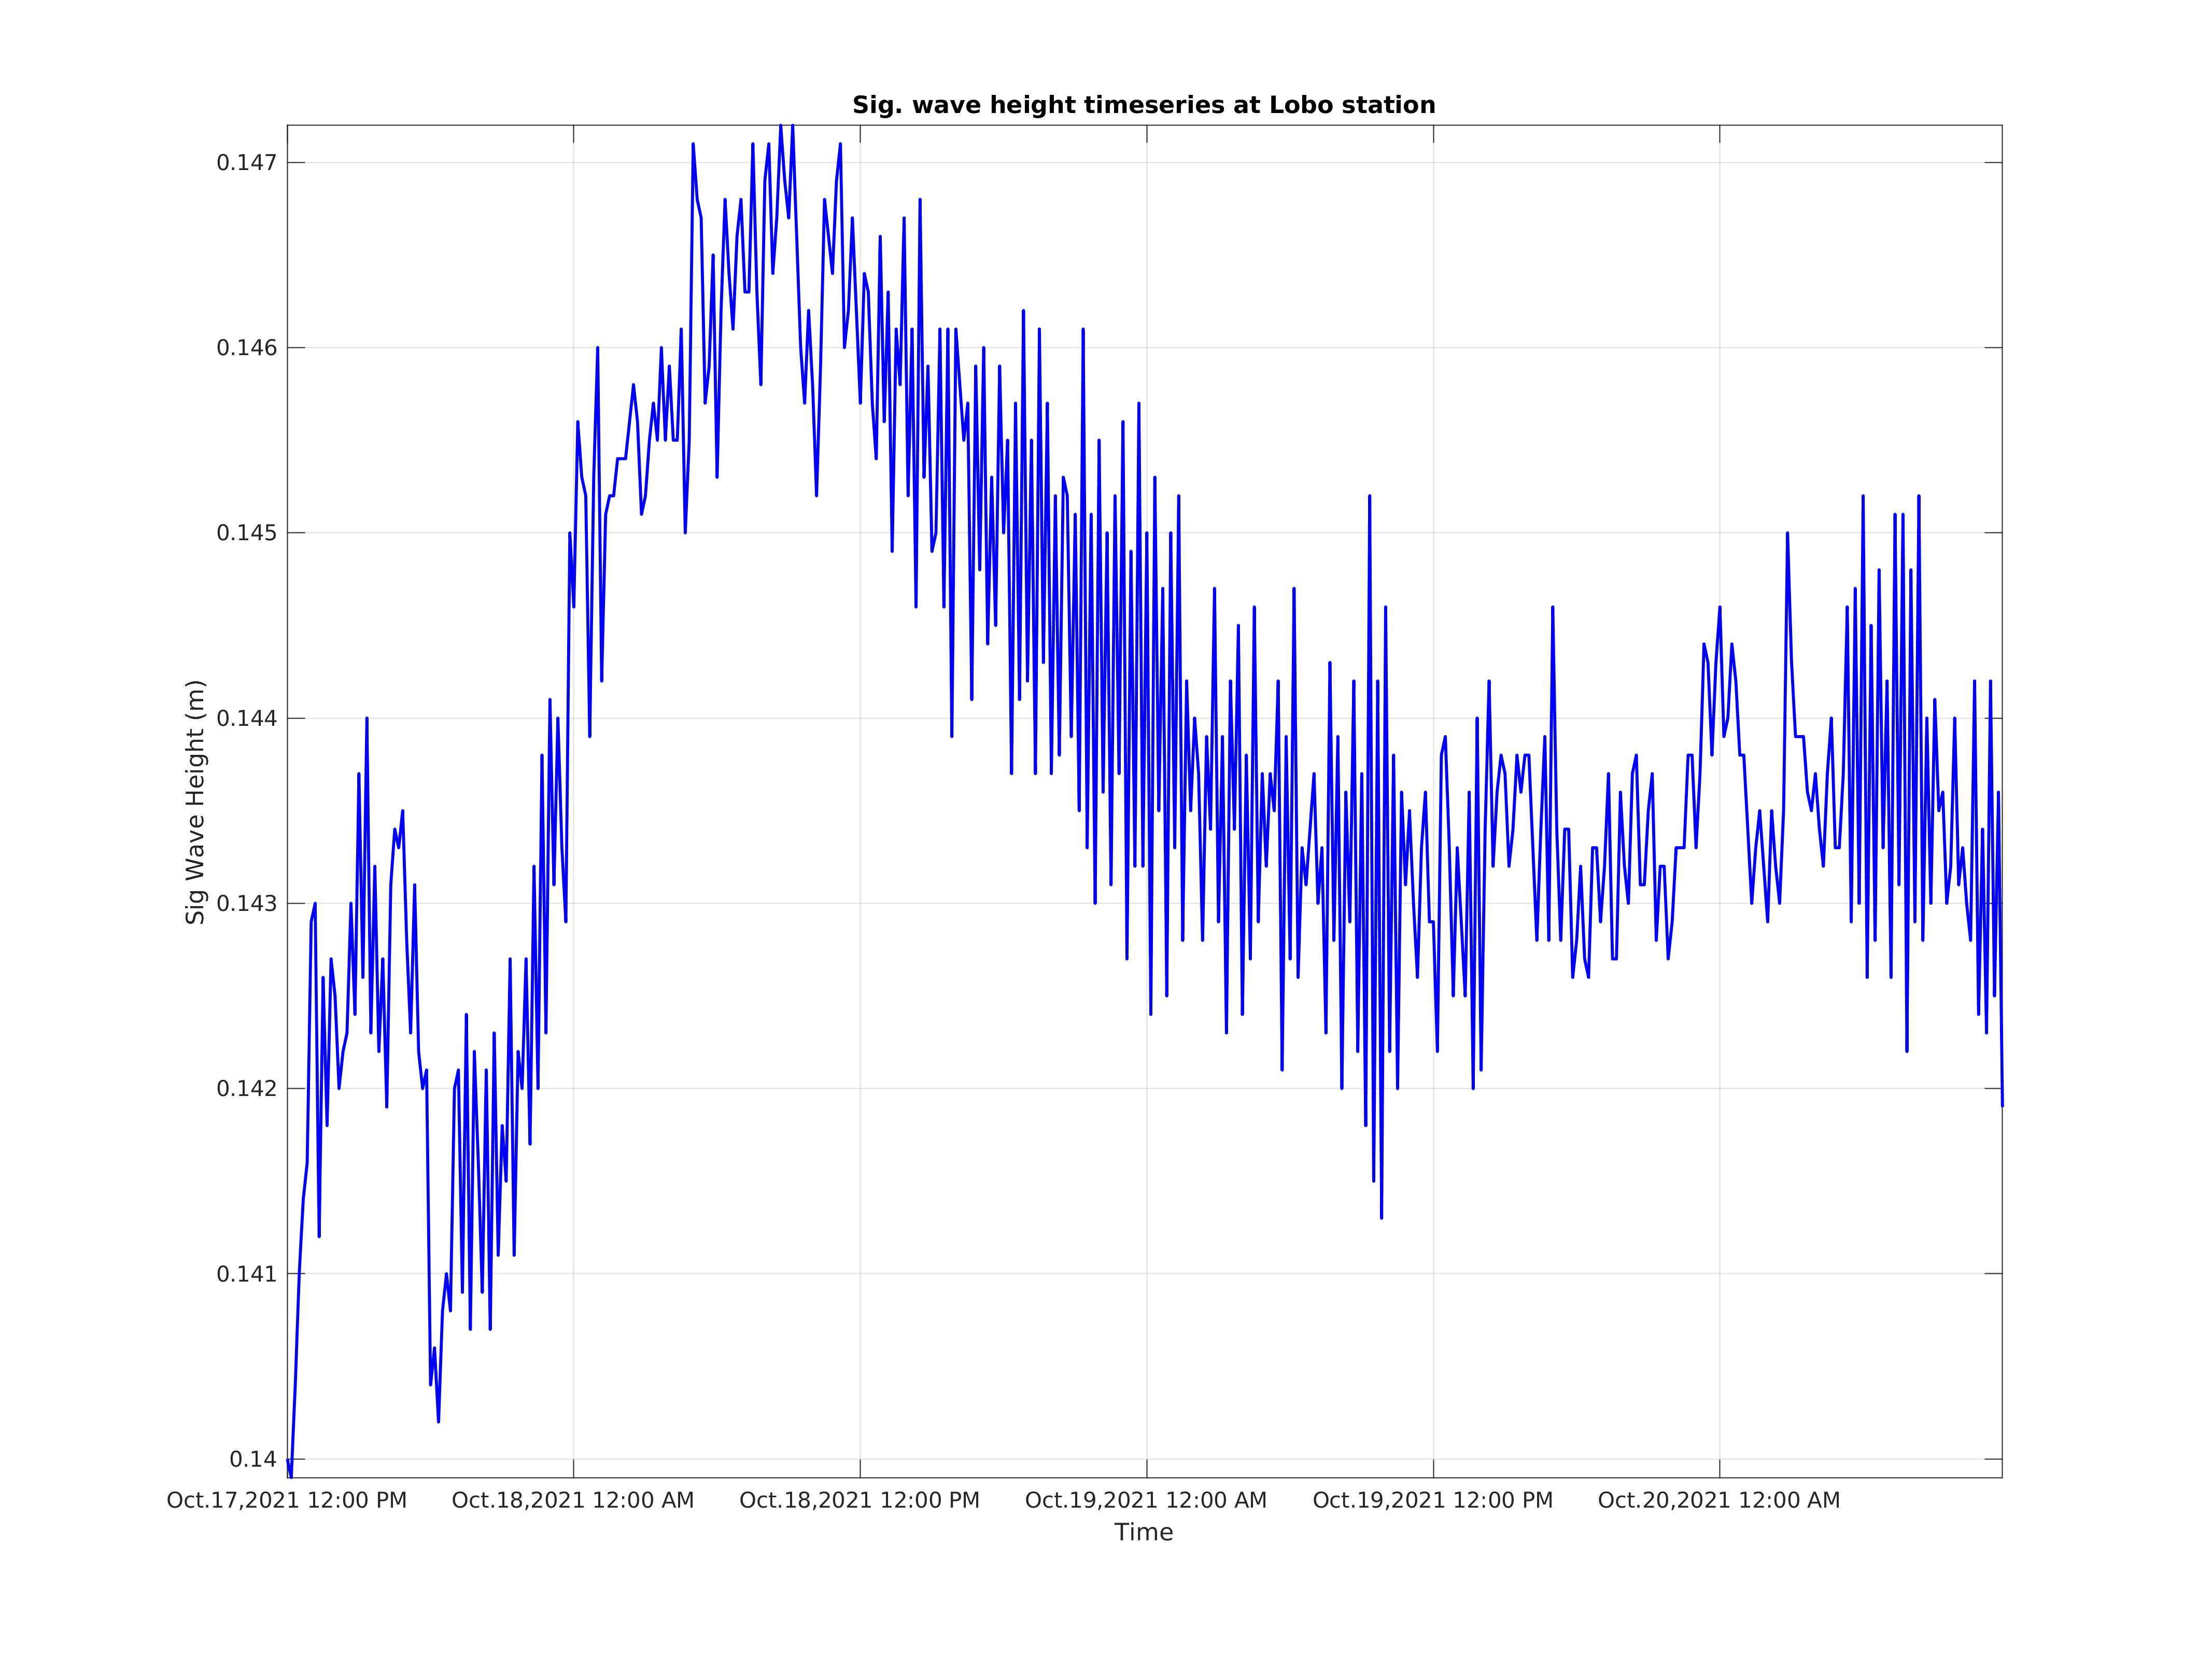 Sig. wave height timeseries at Lobo station
0.147
0.146
0.145
0.144
0.143
0.142
0.141
0.14
Sig Wave Height (m)
Oct.17,2021 12:00 PM Oct.18,2021 12:00 AM Oct.18,2021 12:00 PM Oct.19,2021 12:00 AM Oct.19,2021 12:00 PM Oct.20,2021 12:00 AM
Time